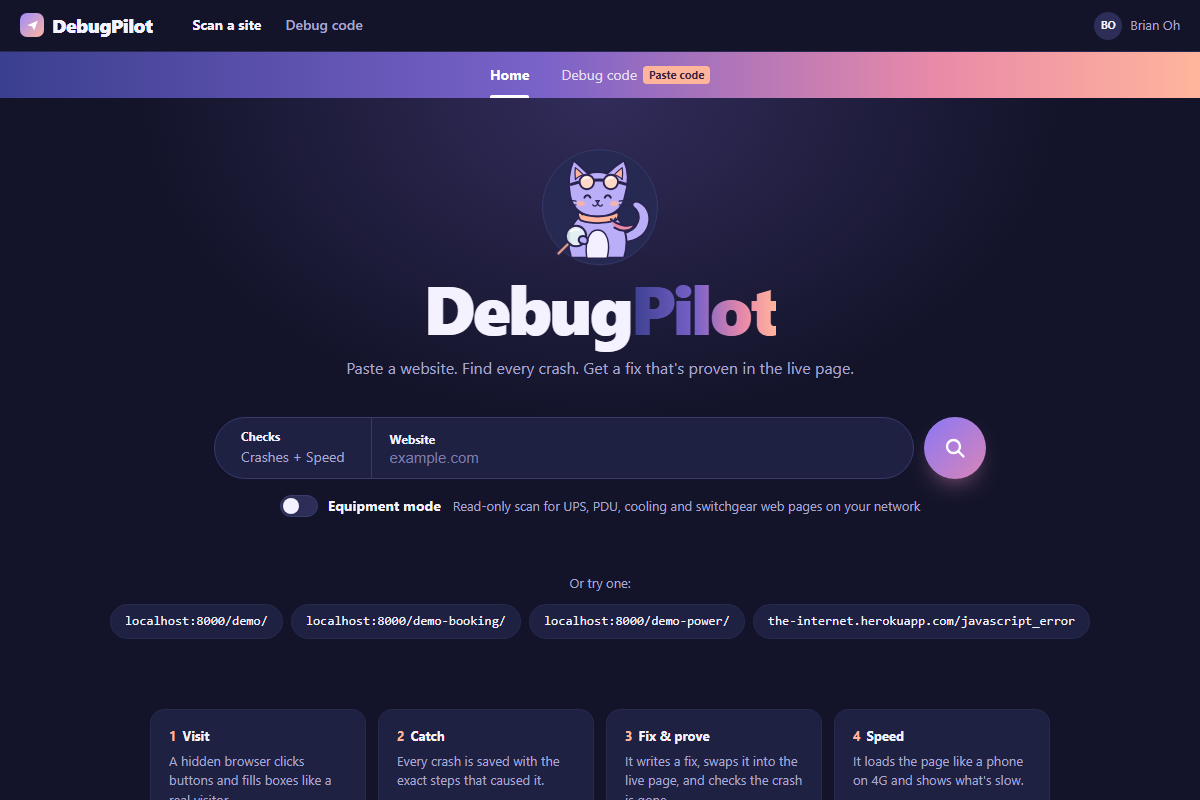 DebugPilot
Scan a site
Debug code
BO
Brian Oh
Home
Debug code
Paste code
DebugPilot
Paste a website. Find every crash. Get a fix that's proven in the live page.
Checks
Crashes + Speed
Website
example.com
Equipment mode
Read-only scan for UPS, PDU, cooling and switchgear web pages on your network
Or try one:
localhost:8000/demo/
localhost:8000/demo-booking/
localhost:8000/demo-power/
the-internet.herokuapp.com/javascript_error
1 Visit
A hidden browser clicks
buttons and fills boxes like a
real visitor.
2 Catch
Every crash is saved with the
exact steps that caused it.
3 Fix & prove
It writes a fix, swaps it into the
live page, and checks the crash
is gone.
4 Speed
It loads the page like a phone
on 4G and shows what's slow.